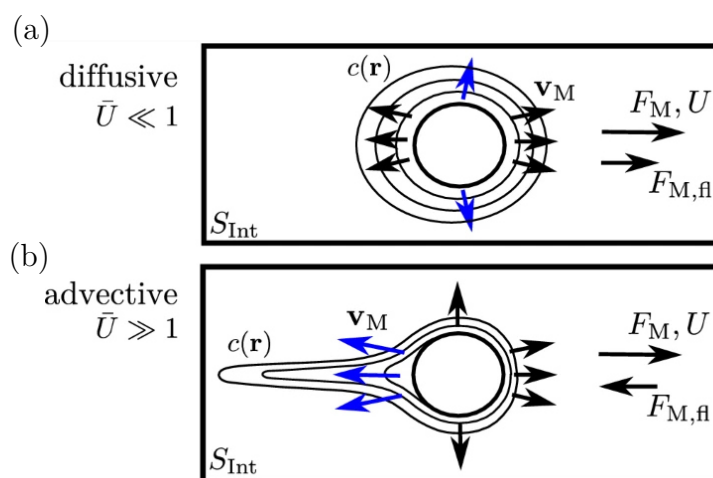 (a)
diffusive
Ū ≪ 1
c(r)
v_M
F_M, U
F_M,fl
S_Int
(b)
advective
Ū ≫ 1
c(r)
v_M
F_M, U
F_M,fl
S_Int